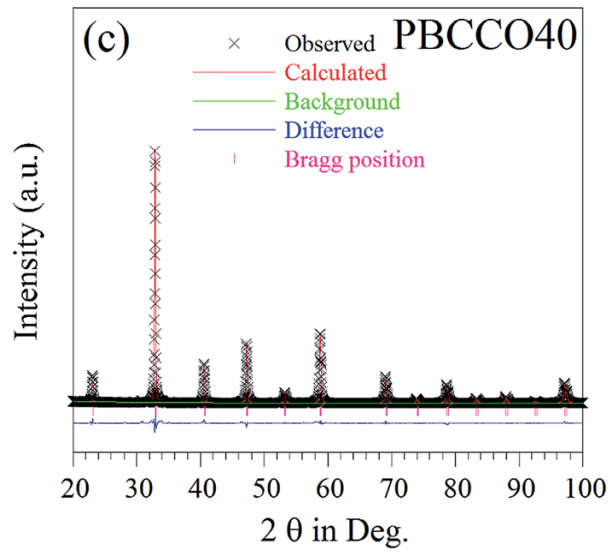 (c)
PBCCO40
Observed
Calculated
Background
Difference
Bragg position
Intensity (a.u.)
20 30 40 50 60 70 80 90 100
2 θ in Deg.